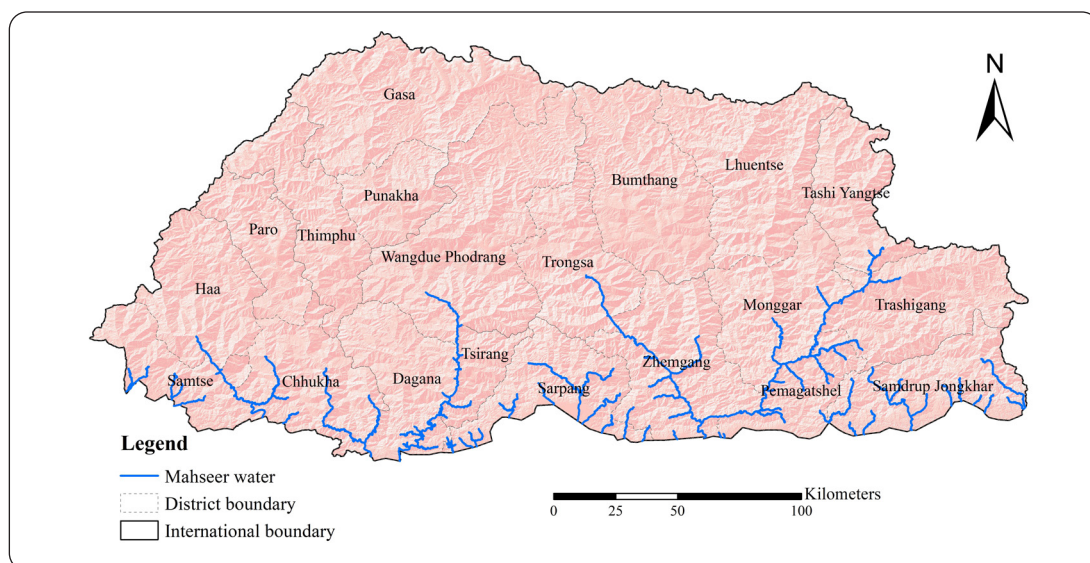 N
Gasa
Lhuentse
Bumthang
Tashi Yangtse
Punakha
Paro
Thimphu
Wangdue Phodrang
Trongsa
Haa
Monggar
Trashigang
Tsirang
Zhemgang
Samtse
Chhukha
Dagana
Sarpang
Pemagatshel
Samdrup Jongkhar
Legend
Mahseer water
District boundary
International boundary
Kilometers
0 25 50 100